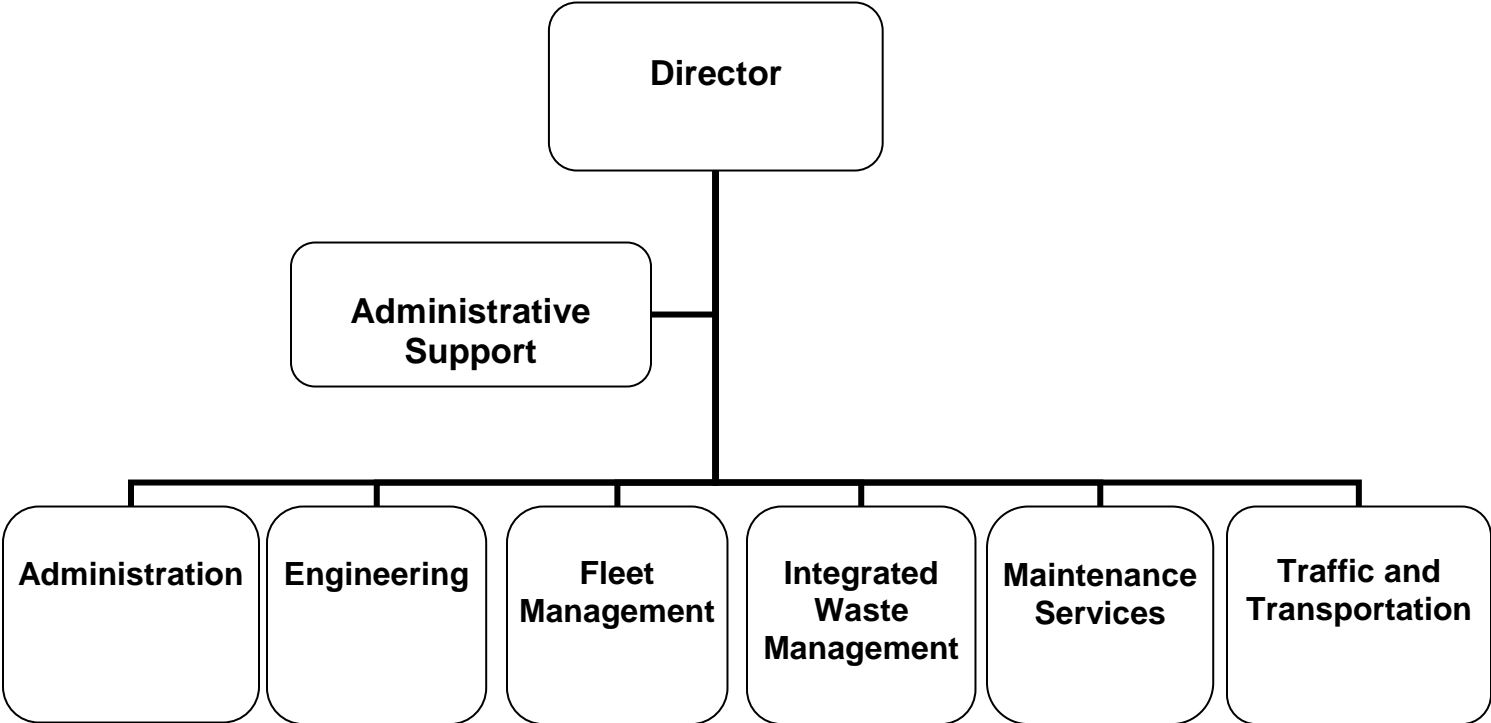 Director
Administrative
Support
Administration
Engineering
Fleet
Management
Integrated
Waste
Management
Maintenance
Services
Traffic and
Transportation